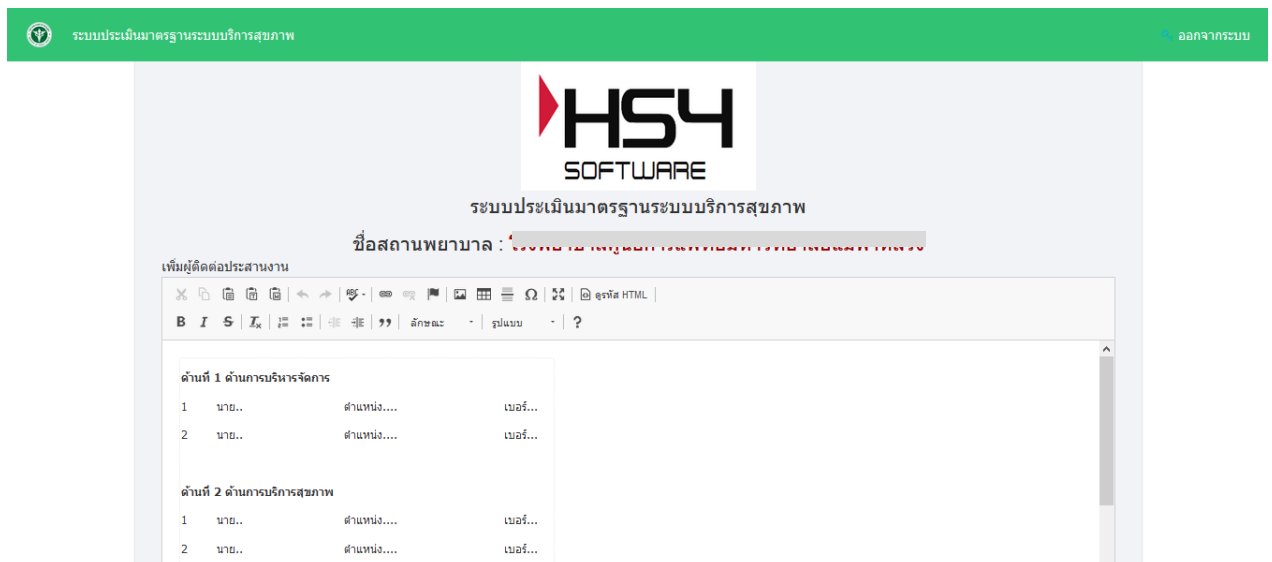 ระบบประเมินมาตรฐานระบบบริการสุขภาพ
ออกจากระบบ
HS4
SOFTWARE
ระบบประเมินมาตรฐานระบบบริการสุขภาพ
ชื่อสถานพยาบาล :
เพิ่มผู้ติดต่อประสานงาน
ดูรหัส HTML
B I S Ix ลักษณะ รูปแบบ ?
ด้านที่ 1 ด้านการบริหารจัดการ
1 นาย.. ตำแหน่ง.... เบอร์...
2 นาย.. ตำแหน่ง.... เบอร์...
ด้านที่ 2 ด้านการบริการสุขภาพ
1 นาย.. ตำแหน่ง.... เบอร์...
2 นาย.. ตำแหน่ง.... เบอร์...